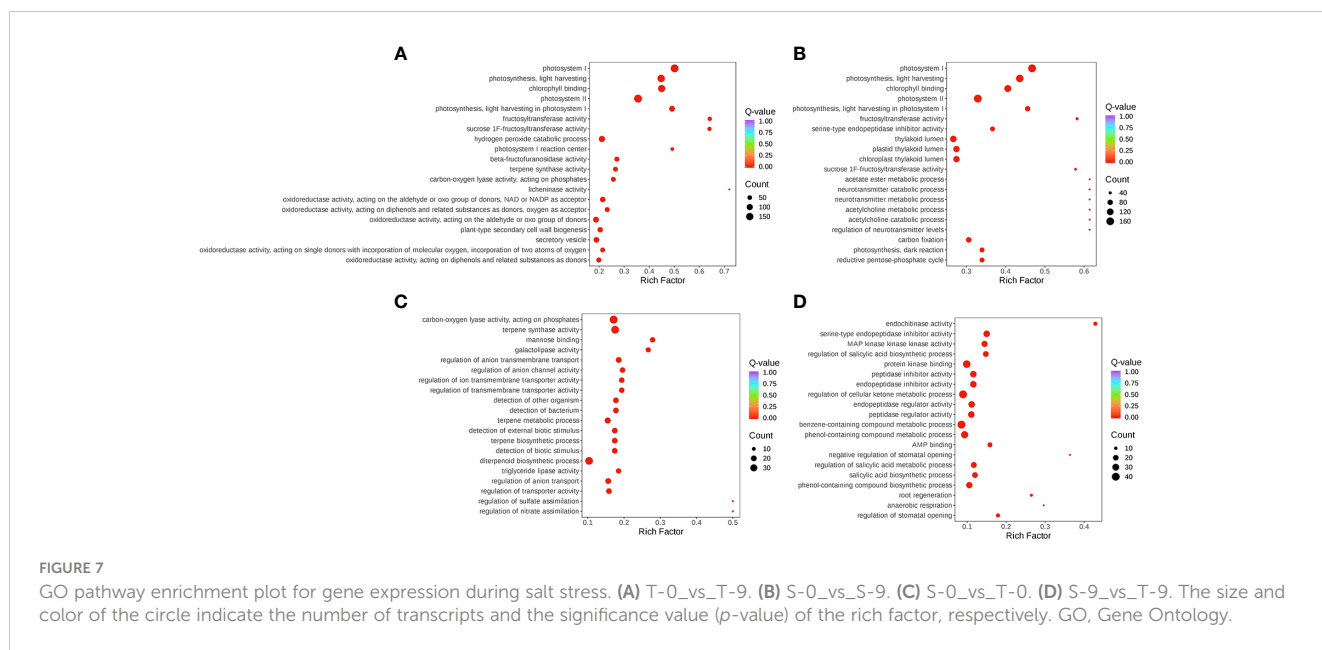 A
photosystem I
photosynthesis, light harvesting
chlorophyll binding
photosystem II
photosynthesis, light harvesting in photosystem I
fructosyltransferase activity
sucrose 1F-fructosyltransferase activity
hydrogen peroxide catabolic process
photosystem I reaction center
beta-fructofuranosidase activity
terpene synthase activity
carbon-oxygen lyase activity, acting on phosphates
licheninase activity
oxidoreductase activity, acting on the aldehyde or oxo group of donors, NAD or NADP as acceptor
oxidoreductase activity, acting on diphenols and related substances as donors, oxygen as acceptor
oxidoreductase activity, acting on the aldehyde or oxo group of donors
plant-type secondary cell wall biogenesis
secretory vesicle
oxidoreductase activity, acting on single donors with incorporation of molecular oxygen, incorporation of two atoms of oxygen
oxidoreductase activity, acting on diphenols and related substances as donors
0.2 0.3 0.4 0.5 0.6 0.7
Rich Factor
Q-value
1.00
0.75
0.50
0.25
0.00
Count
50
100
150
B
photosystem I
photosynthesis, light harvesting
chlorophyll binding
photosystem II
photosynthesis, light harvesting in photosystem I
fructosyltransferase activity
serine-type endopeptidase inhibitor activity
thylakoid lumen
plastid thylakoid lumen
chloroplast thylakoid lumen
sucrose 1F-fructosyltransferase activity
acetate ester metabolic process
neurotransmitter catabolic process
neurotransmitter metabolic process
acetylcholine metabolic process
acetylcholine catabolic process
regulation of neurotransmitter levels
carbon fixation
photosynthesis, dark reaction
reductive pentose-phosphate cycle
0.3 0.4 0.5 0.6
Rich Factor
Q-value
1.00
0.75
0.50
0.25
0.00
Count
40
80
120
160
C
carbon-oxygen lyase activity, acting on phosphates
terpene synthase activity
mannose binding
galactolipase activity
regulation of anion transmembrane transport
regulation of anion channel activity
regulation of ion transmembrane transporter activity
regulation of transmembrane transporter activity
detection of other organism
detection of bacterium
terpene metabolic process
detection of external biotic stimulus
terpene biosynthetic process
detection of biotic stimulus
diterpenoid biosynthetic process
triglyceride lipase activity
regulation of anion transport
regulation of transporter activity
regulation of sulfate assimilation
regulation of nitrate assimilation
0.1 0.2 0.3 0.4 0.5
Rich Factor
Q-value
1.00
0.75
0.50
0.25
0.00
Count
10
20
30
D
endochitinase activity
serine-type endopeptidase inhibitor activity
MAP kinase kinase kinase activity
regulation of salicylic acid biosynthetic process
protein kinase binding
peptidase inhibitor activity
endopeptidase inhibitor activity
regulation of cellular ketone metabolic process
endopeptidase regulator activity
peptidase regulator activity
benzene-containing compound metabolic process
phenol-containing compound metabolic process
AMP binding
negative regulation of stomatal opening
regulation of salicylic acid metabolic process
salicylic acid biosynthetic process
phenol-containing compound biosynthetic process
root regeneration
anaerobic respiration
regulation of stomatal opening
0.1 0.2 0.3 0.4
Rich Factor
Q-value
1.00
0.75
0.50
0.25
0.00
Count
10
20
30
40
FIGURE 7
GO pathway enrichment plot for gene expression during salt stress. (A) T-0_vs_T-9. (B) S-0_vs_S-9. (C) S-0_vs_T-0. (D) S-9_vs_T-9. The size and
color of the circle indicate the number of transcripts and the significance value (p-value) of the rich factor, respectively. GO, Gene Ontology.